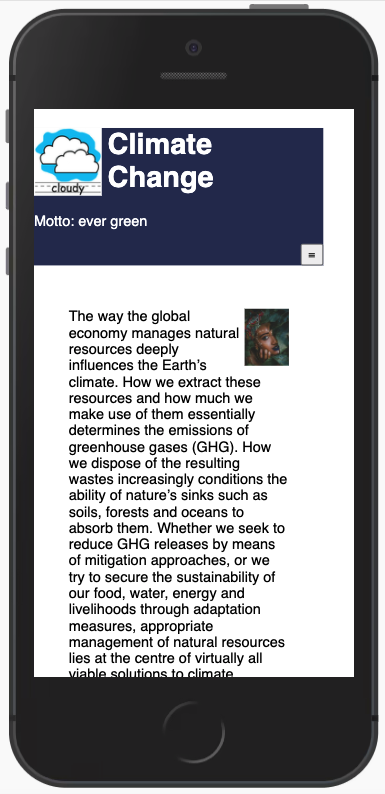 Climate
Change
cloudy
Motto: ever green
≡
The way the global
economy manages natural
resources deeply
influences the Earth’s
climate. How we extract these
resources and how much we
make use of them essentially
determines the emissions of
greenhouse gases (GHG). How
we dispose of the resulting
wastes increasingly conditions the
ability of nature’s sinks such as
soils, forests and oceans to
absorb them. Whether we seek to
reduce GHG releases by means
of mitigation approaches, or we
try to secure the sustainability of
our food, water, energy and
livelihoods through adaptation
measures, appropriate
management of natural resources
lies at the centre of virtually all
viable solutions to climate